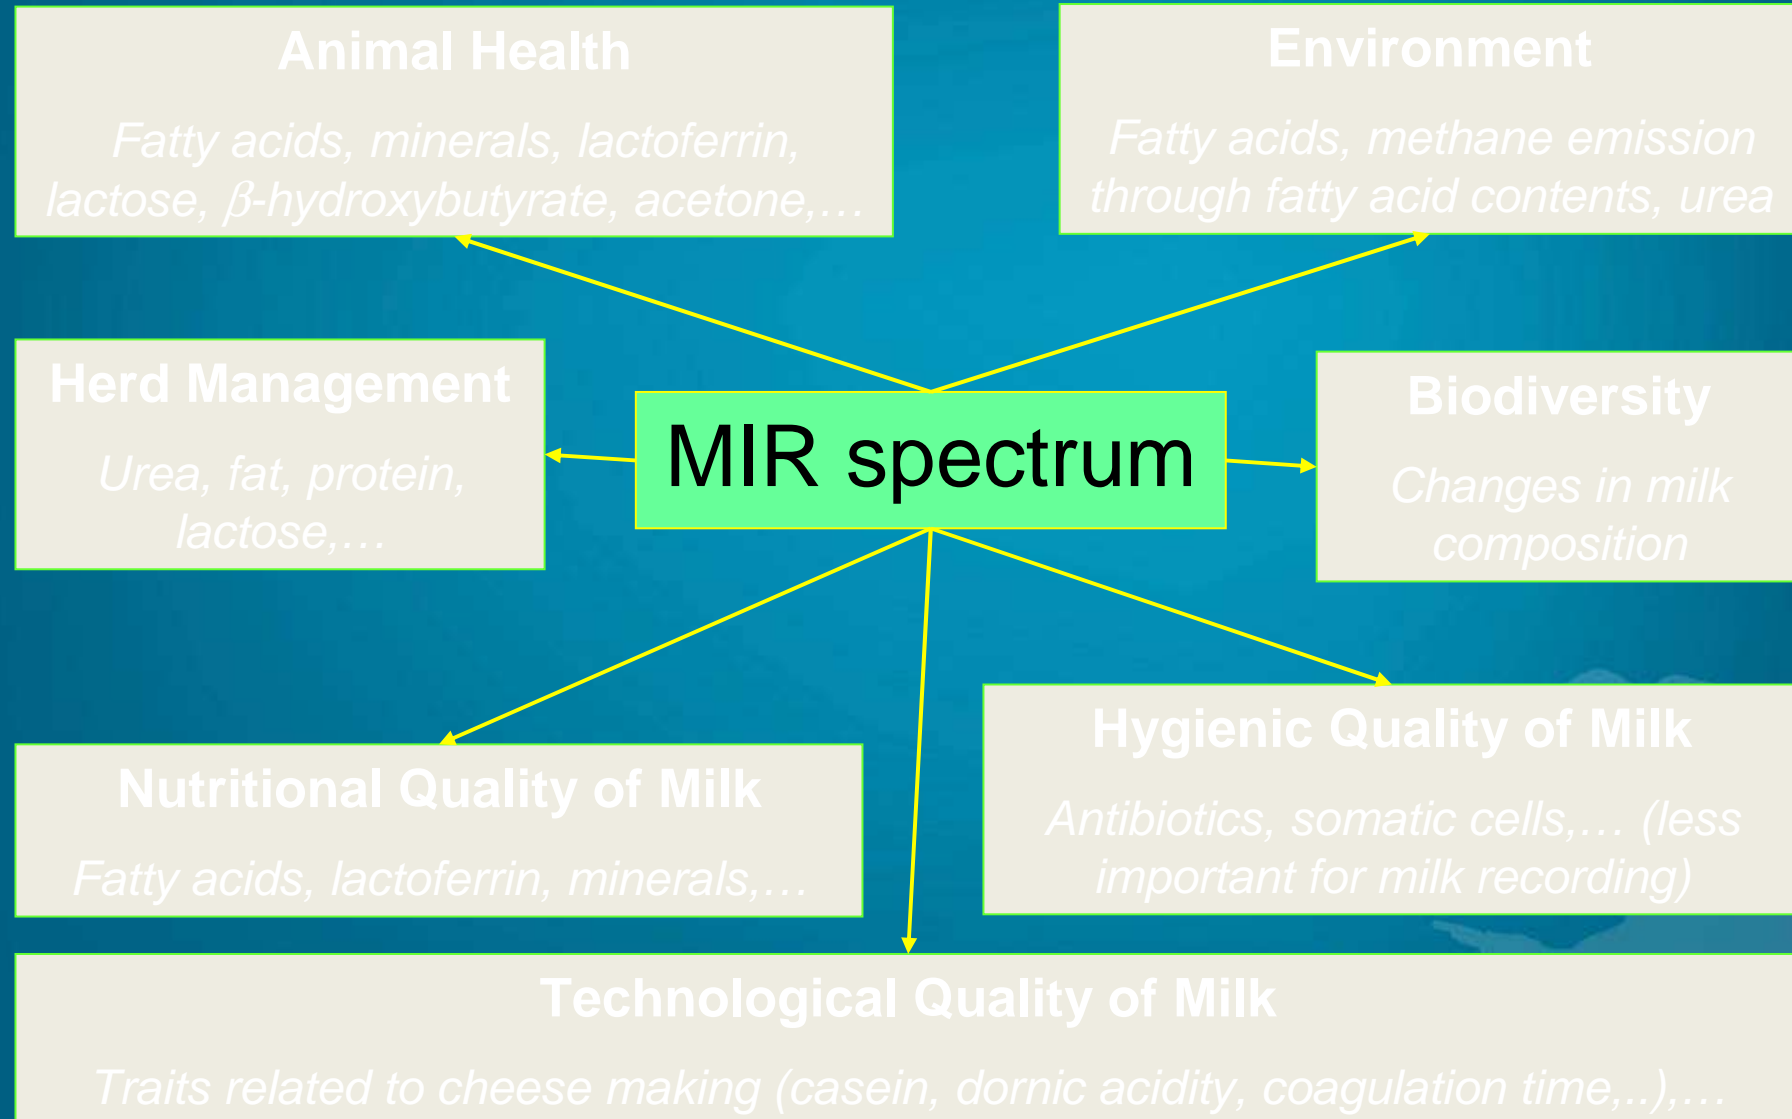 Animal Health
Fatty acids, minerals, lactoferrin,
lactose, β-hydroxybutyrate, acetone,…
Environment
Fatty acids, methane emission
through fatty acid contents, urea
Herd Management
Urea, fat, protein,
lactose,…
MIR spectrum
Biodiversity
Changes in milk
composition
Nutritional Quality of Milk
Fatty acids, lactoferrin, minerals,…
Hygienic Quality of Milk
Antibiotics, somatic cells,… (less
important for milk recording)
Technological Quality of Milk
Traits related to cheese making (casein, dornic acidity, coagulation time,..),…